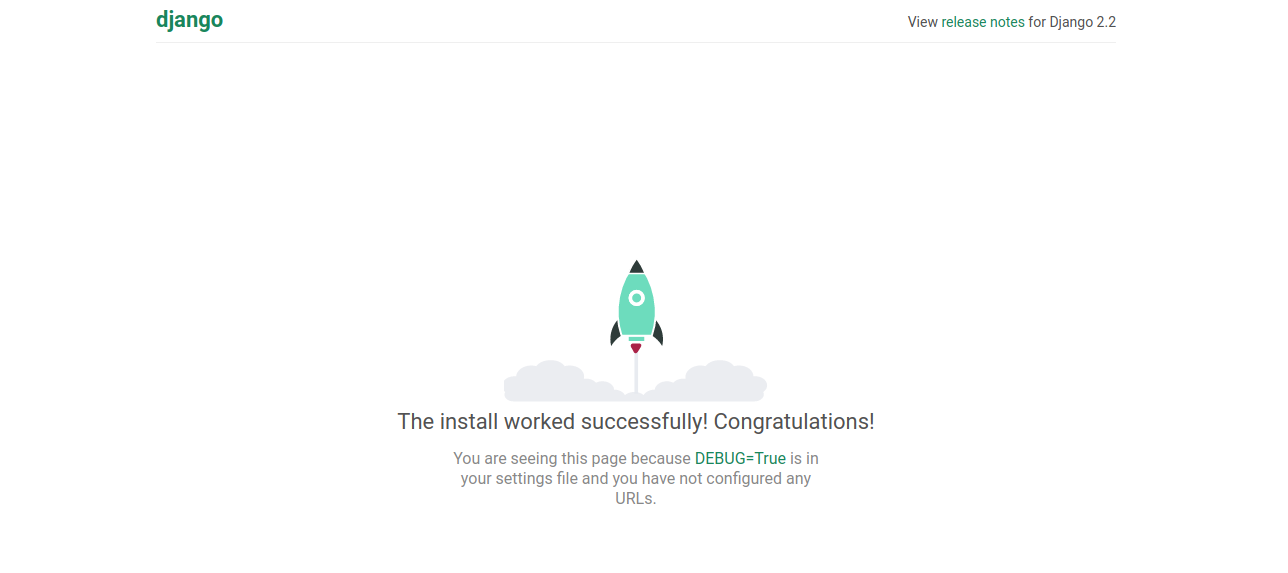 django
View release notes for Django 2.2
The install worked successfully! Congratulations!
You are seeing this page because DEBUG=True is in
your settings file and you have not configured any
URLs.